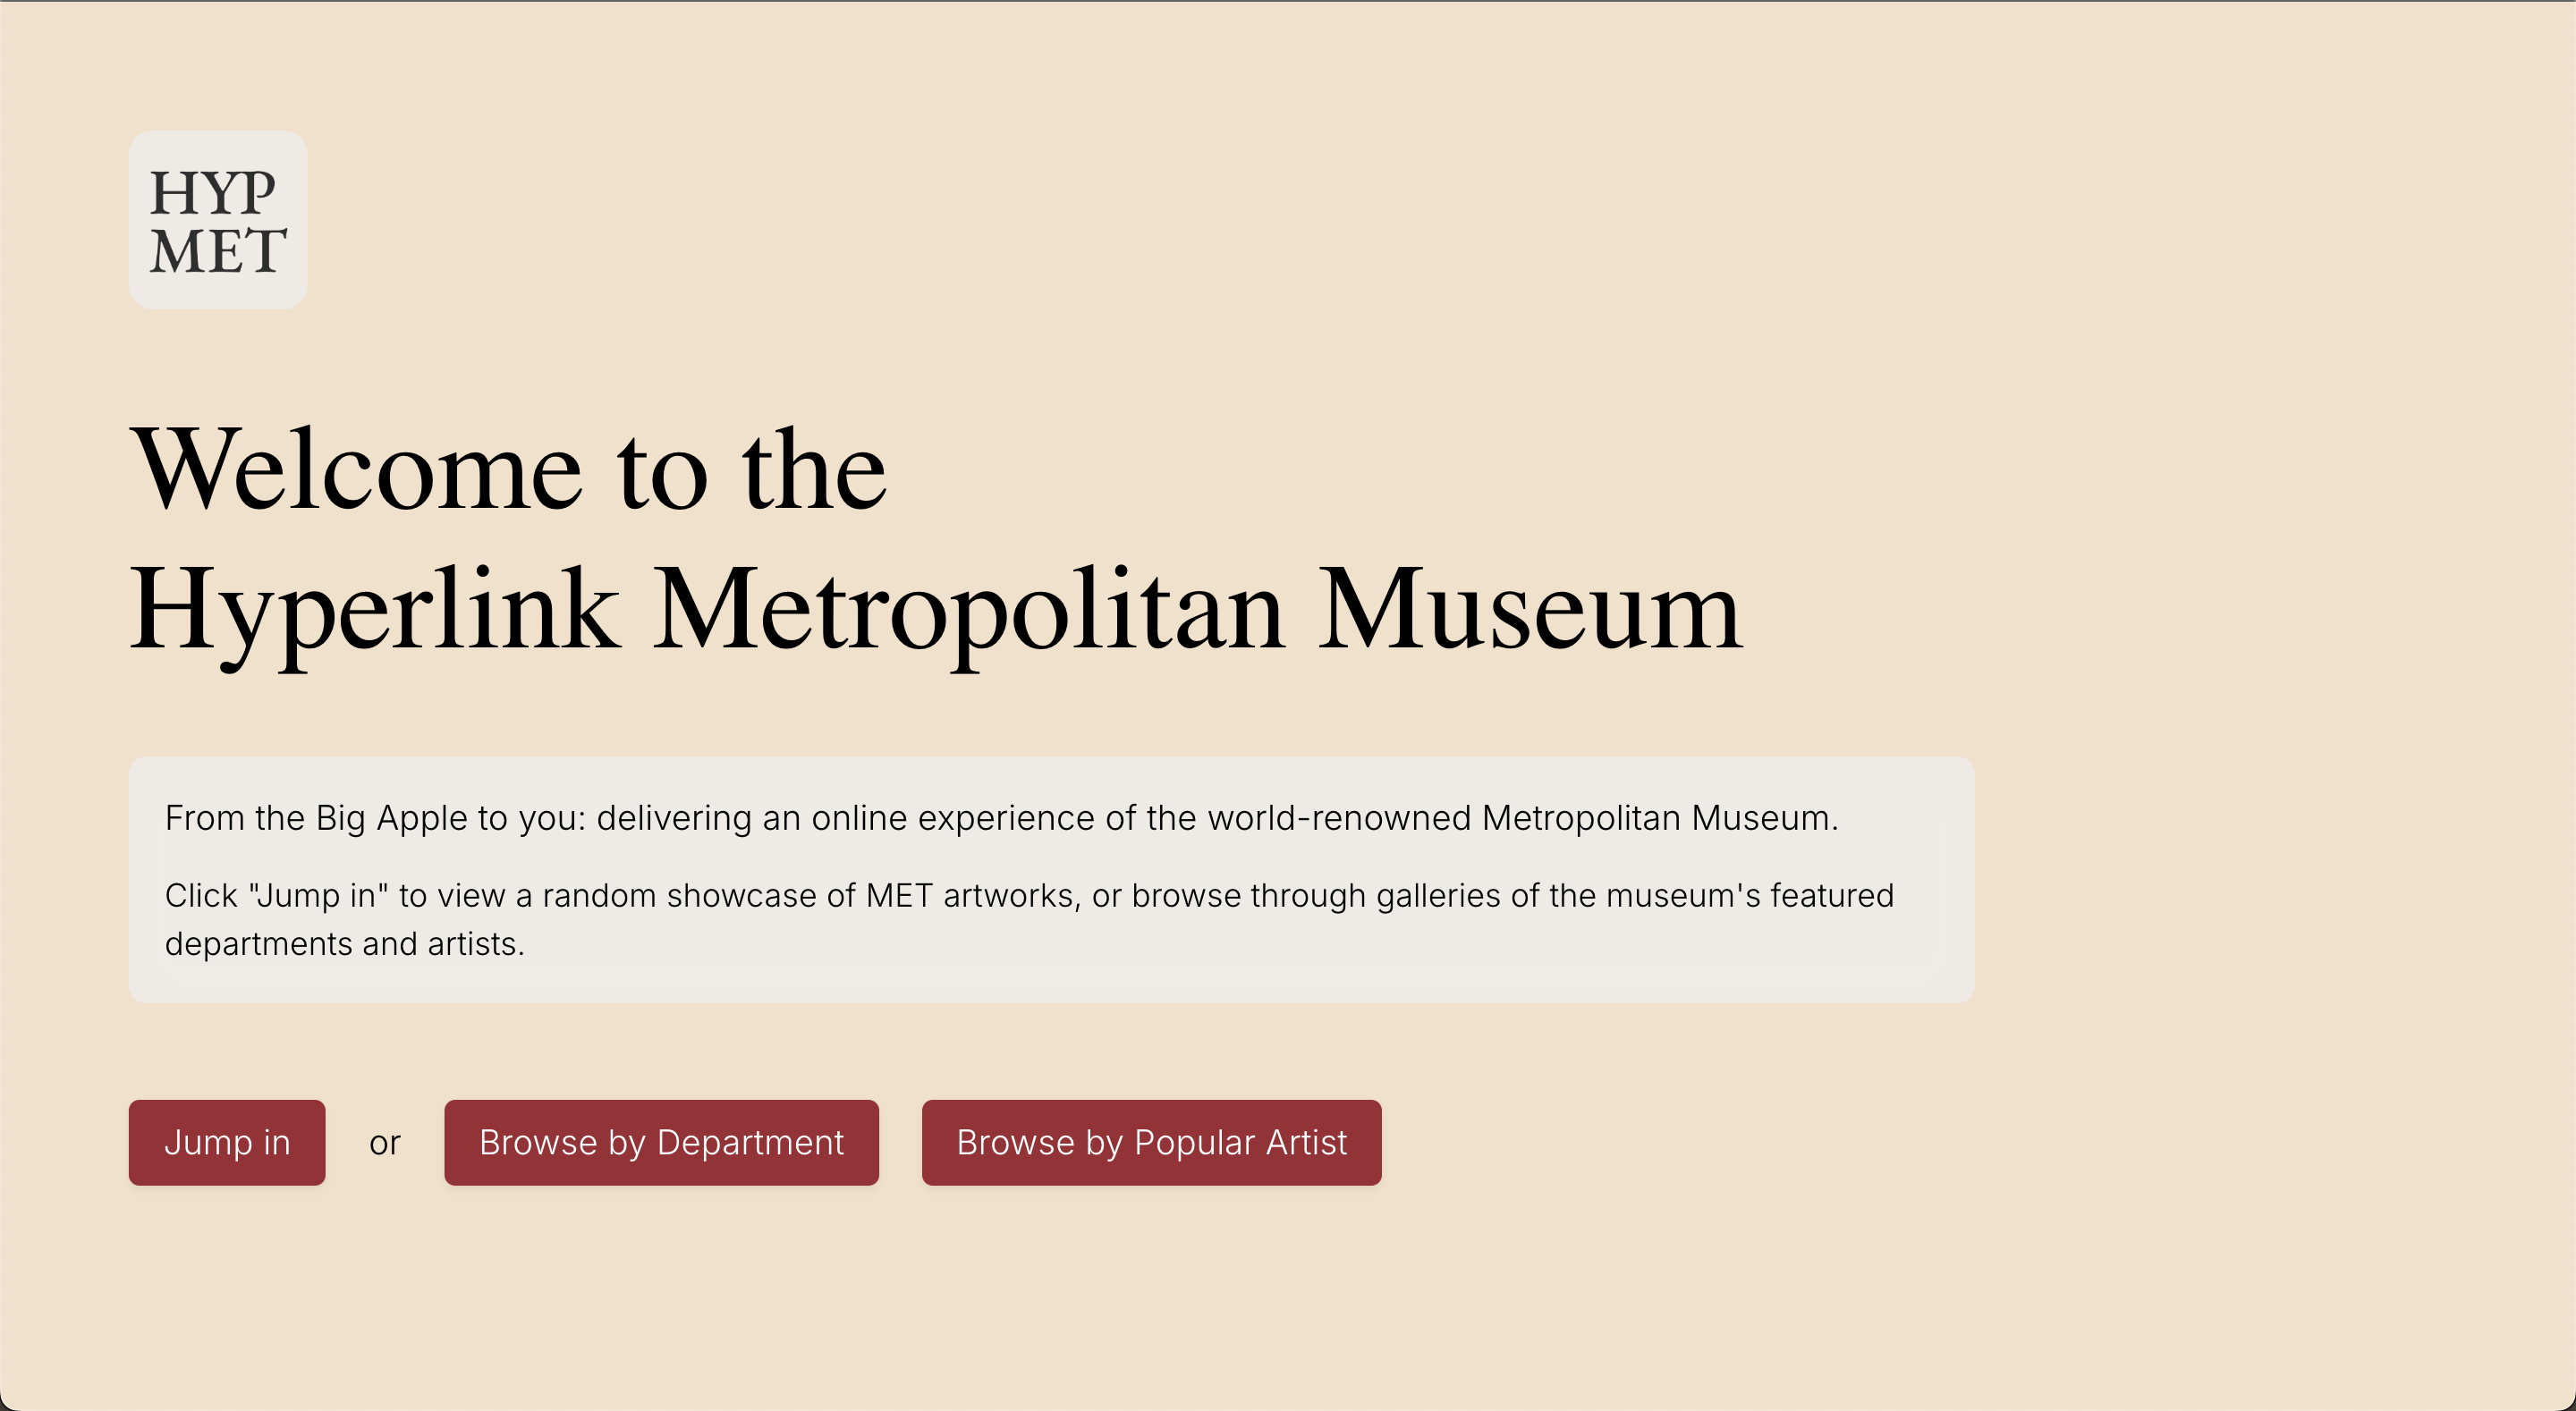 HYP
MET
Welcome to the
Hyperlink Metropolitan Museum
From the Big Apple to you: delivering an online experience of the world-renowned Metropolitan Museum.
Click "Jump in" to view a random showcase of MET artworks, or browse through galleries of the museum's featured
departments and artists.
Jump in or Browse by Department Browse by Popular Artist